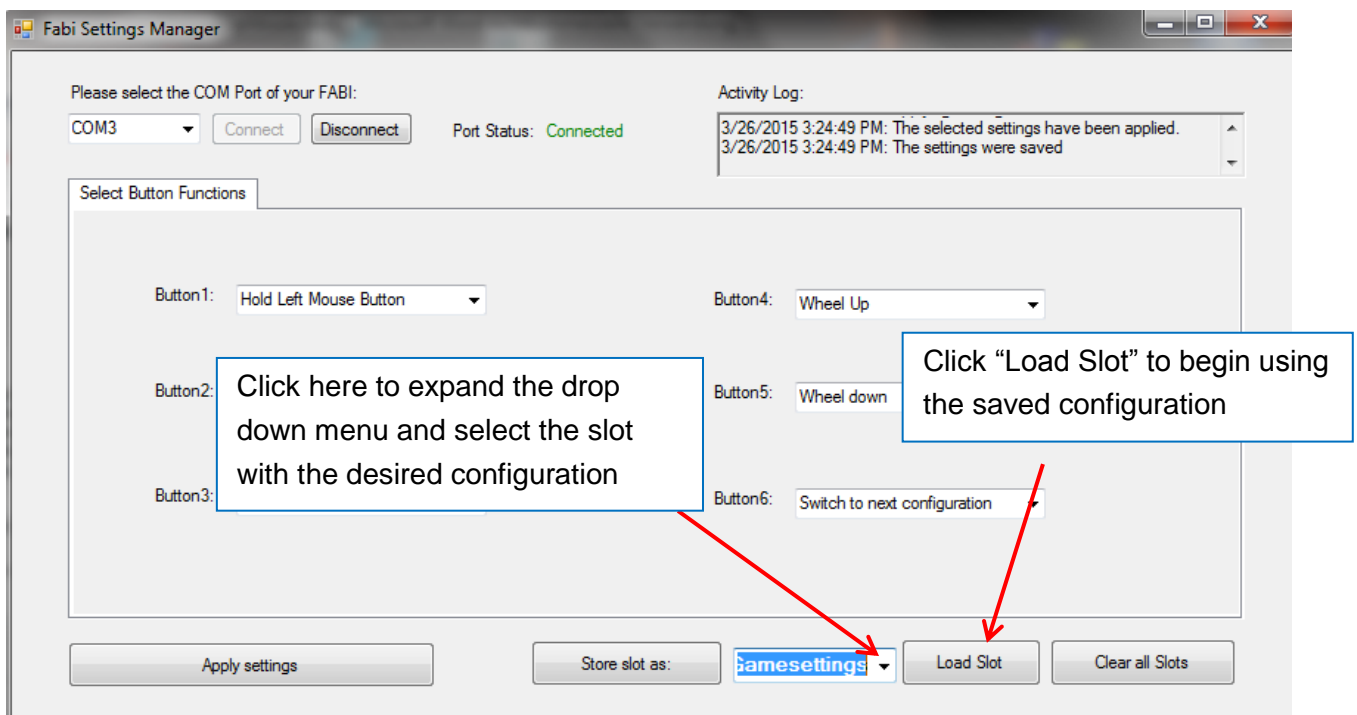 Fabi Settings Manager
Please select the COM Port of your FABI:
Activity Log:
COM3 Connect Disconnect Port Status: Connected
3/26/2015 3:24:49 PM: The selected settings have been applied.
3/26/2015 3:24:49 PM: The settings were saved
Select Button Functions
Button1: Hold Left Mouse Button
Button4: Wheel Up
Button2:
Click here to expand the drop
down menu and select the slot
with the desired configuration
Button5: Wheel down
Click “Load Slot” to begin using
the saved configuration
Button3:
Button6: Switch to next configuration
Apply settings Store slot as: Gamesettings Load Slot Clear all Slots